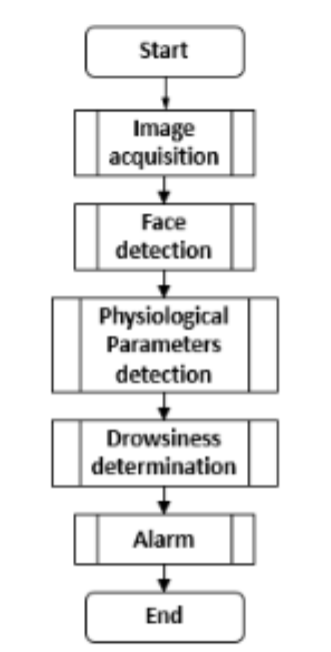 Start
Image
acquisition
Face
detection
Physiological
Parameters
detection
Drowsiness
determination
Alarm
End